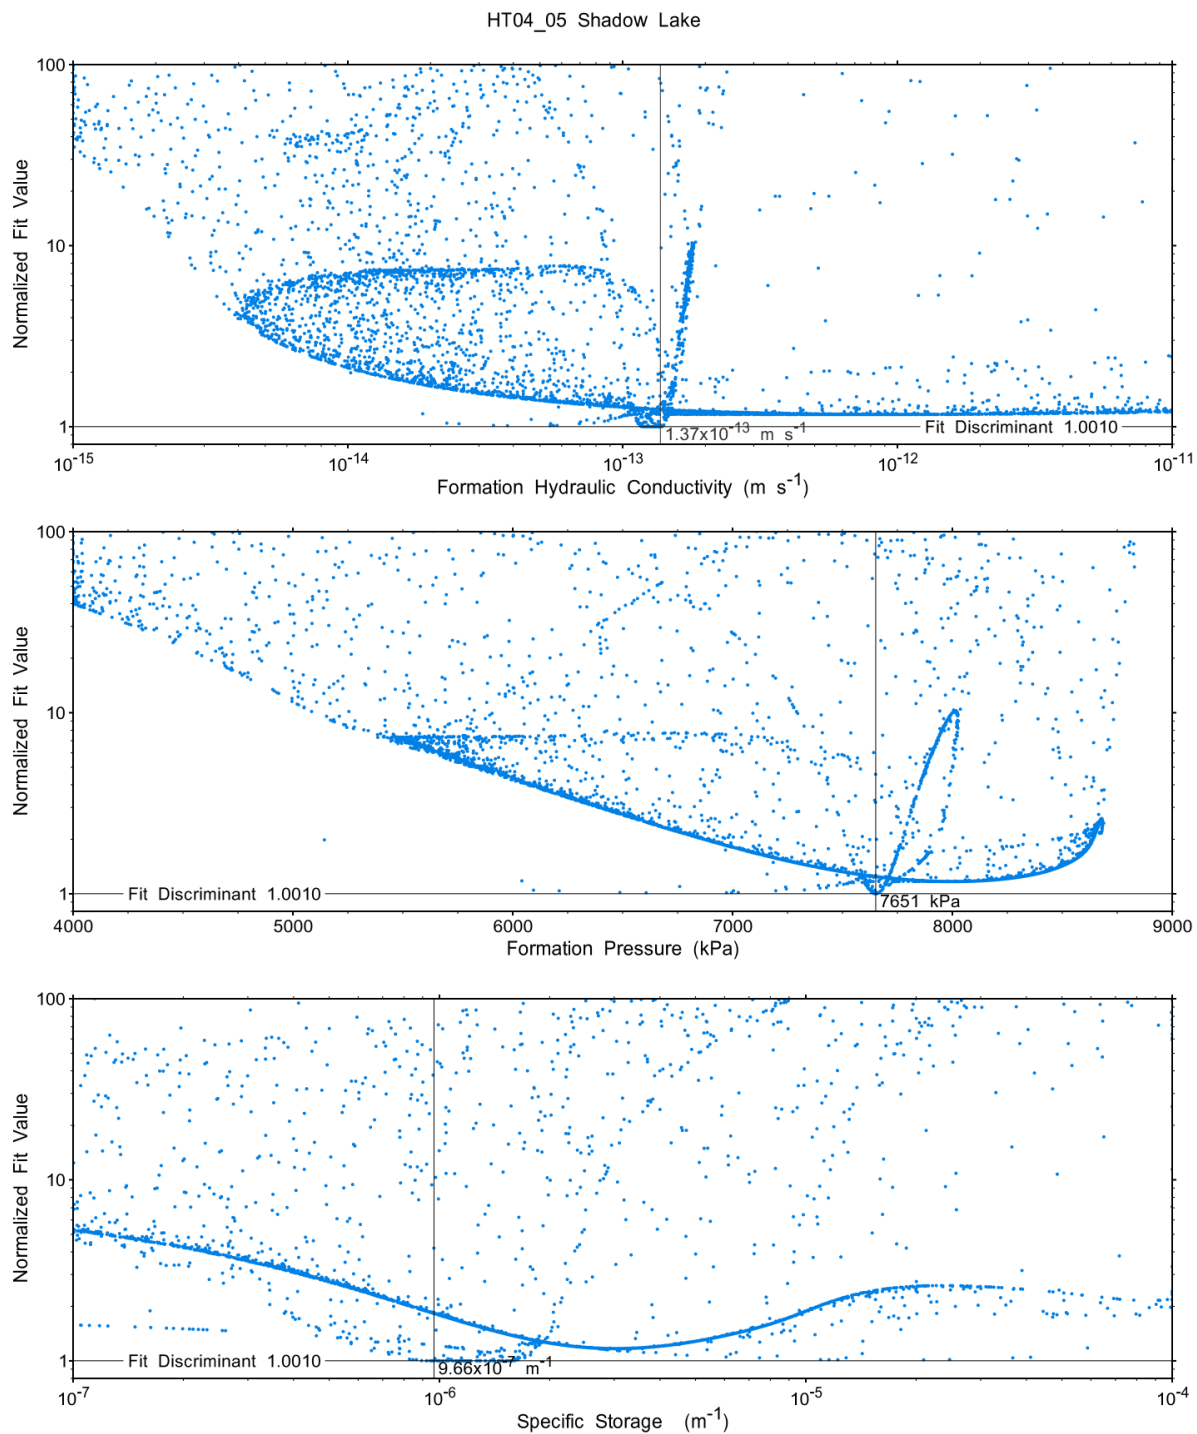 HT04_05 Shadow Lake
Normalized Fit Value
100
10
1
1.37x10⁻¹³ m s⁻¹
Fit Discriminant 1.0010
10⁻¹⁵ 10⁻¹⁴ 10⁻¹³ 10⁻¹² 10⁻¹¹
Formation Hydraulic Conductivity (m s⁻¹)
Normalized Fit Value
100
10
1
Fit Discriminant 1.0010
7651 kPa
4000 5000 6000 7000 8000 9000
Formation Pressure (kPa)
Normalized Fit Value
100
10
1
Fit Discriminant 1.0010
9.66x10⁻⁷ m⁻¹
10⁻⁷ 10⁻⁶ 10⁻⁵ 10⁻⁴
Specific Storage (m⁻¹)